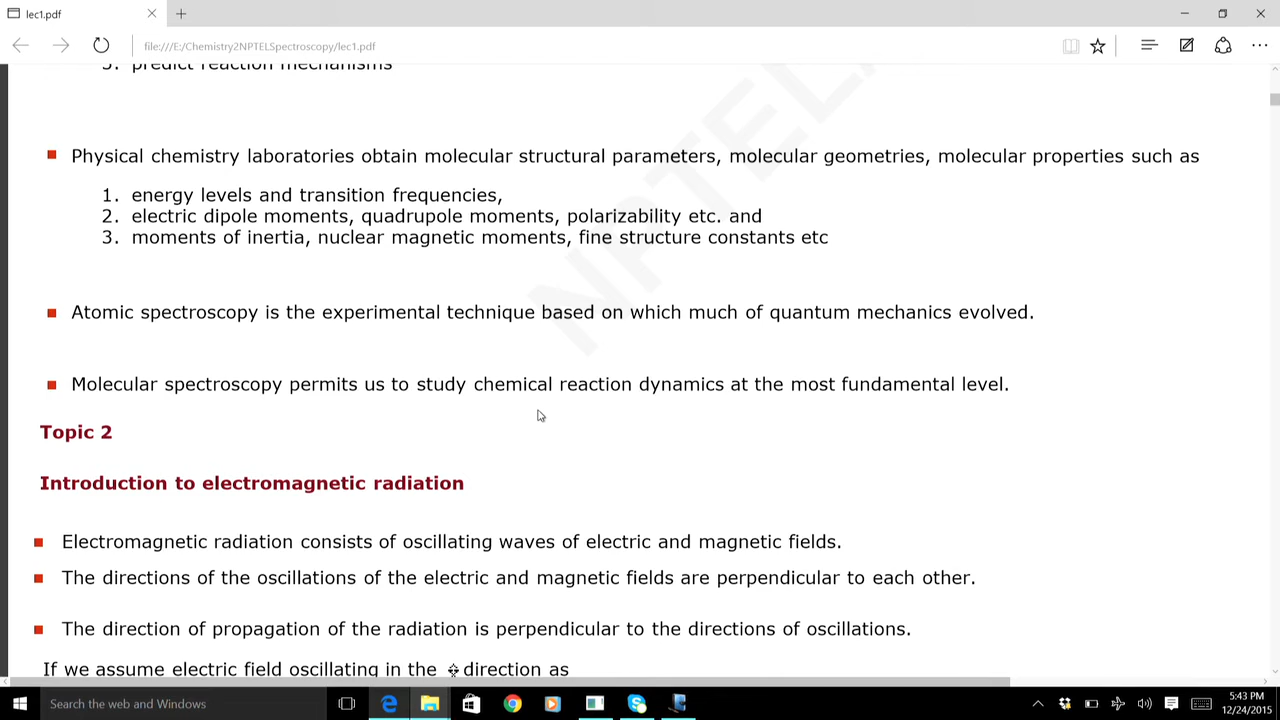 lec1.pdf
file:///E:/Chemistry2NPTELSpectroscopy/lec1.pdf
3. predict reaction mechanisms
NPTEL
Physical chemistry laboratories obtain molecular structural parameters, molecular geometries, molecular properties such as
1. energy levels and transition frequencies,
2. electric dipole moments, quadrupole moments, polarizability etc. and
3. moments of inertia, nuclear magnetic moments, fine structure constants etc
Atomic spectroscopy is the experimental technique based on which much of quantum mechanics evolved.
Molecular spectroscopy permits us to study chemical reaction dynamics at the most fundamental level.
Topic 2
Introduction to electromagnetic radiation
Electromagnetic radiation consists of oscillating waves of electric and magnetic fields.
The directions of the oscillations of the electric and magnetic fields are perpendicular to each other.
The direction of propagation of the radiation is perpendicular to the directions of oscillations.
If we assume electric field oscillating in the direction as
Search the web and Windows
5:43 PM
12/24/2015